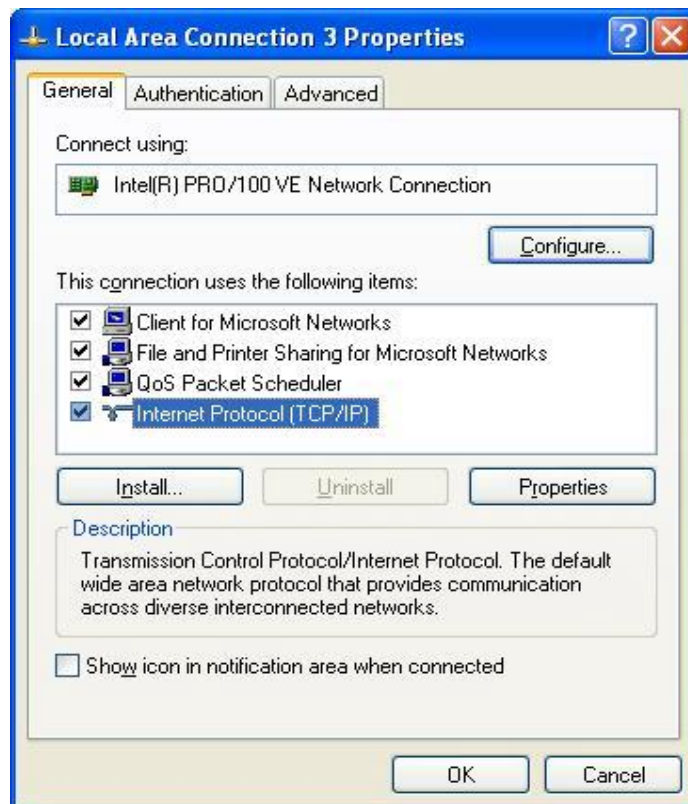 Local Area Connection 3 Properties
General Authentication Advanced
Connect using:
Intel(R) PRO/100 VE Network Connection
Configure...
This connection uses the following items:
Client for Microsoft Networks
File and Printer Sharing for Microsoft Networks
QoS Packet Scheduler
Internet Protocol (TCP/IP)
Install... Uninstall Properties
Description
Transmission Control Protocol/Internet Protocol. The default
wide area network protocol that provides communication
across diverse interconnected networks.
Show icon in notification area when connected
OK Cancel